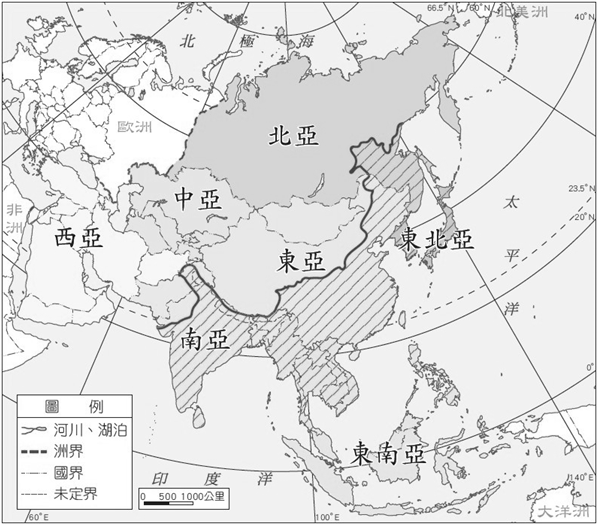 66.5°N
60°N
北美洲
40°N
北極海
歐洲
北亞
中亞
23.5°N
20°N
非洲
西亞
東亞
東北亞
太平洋
南亞
東南亞
圖例
河川、湖泊
洲界
國界
未定界
印度洋
0 500 1000公里
60°E
100°E
140°E
大洋洲